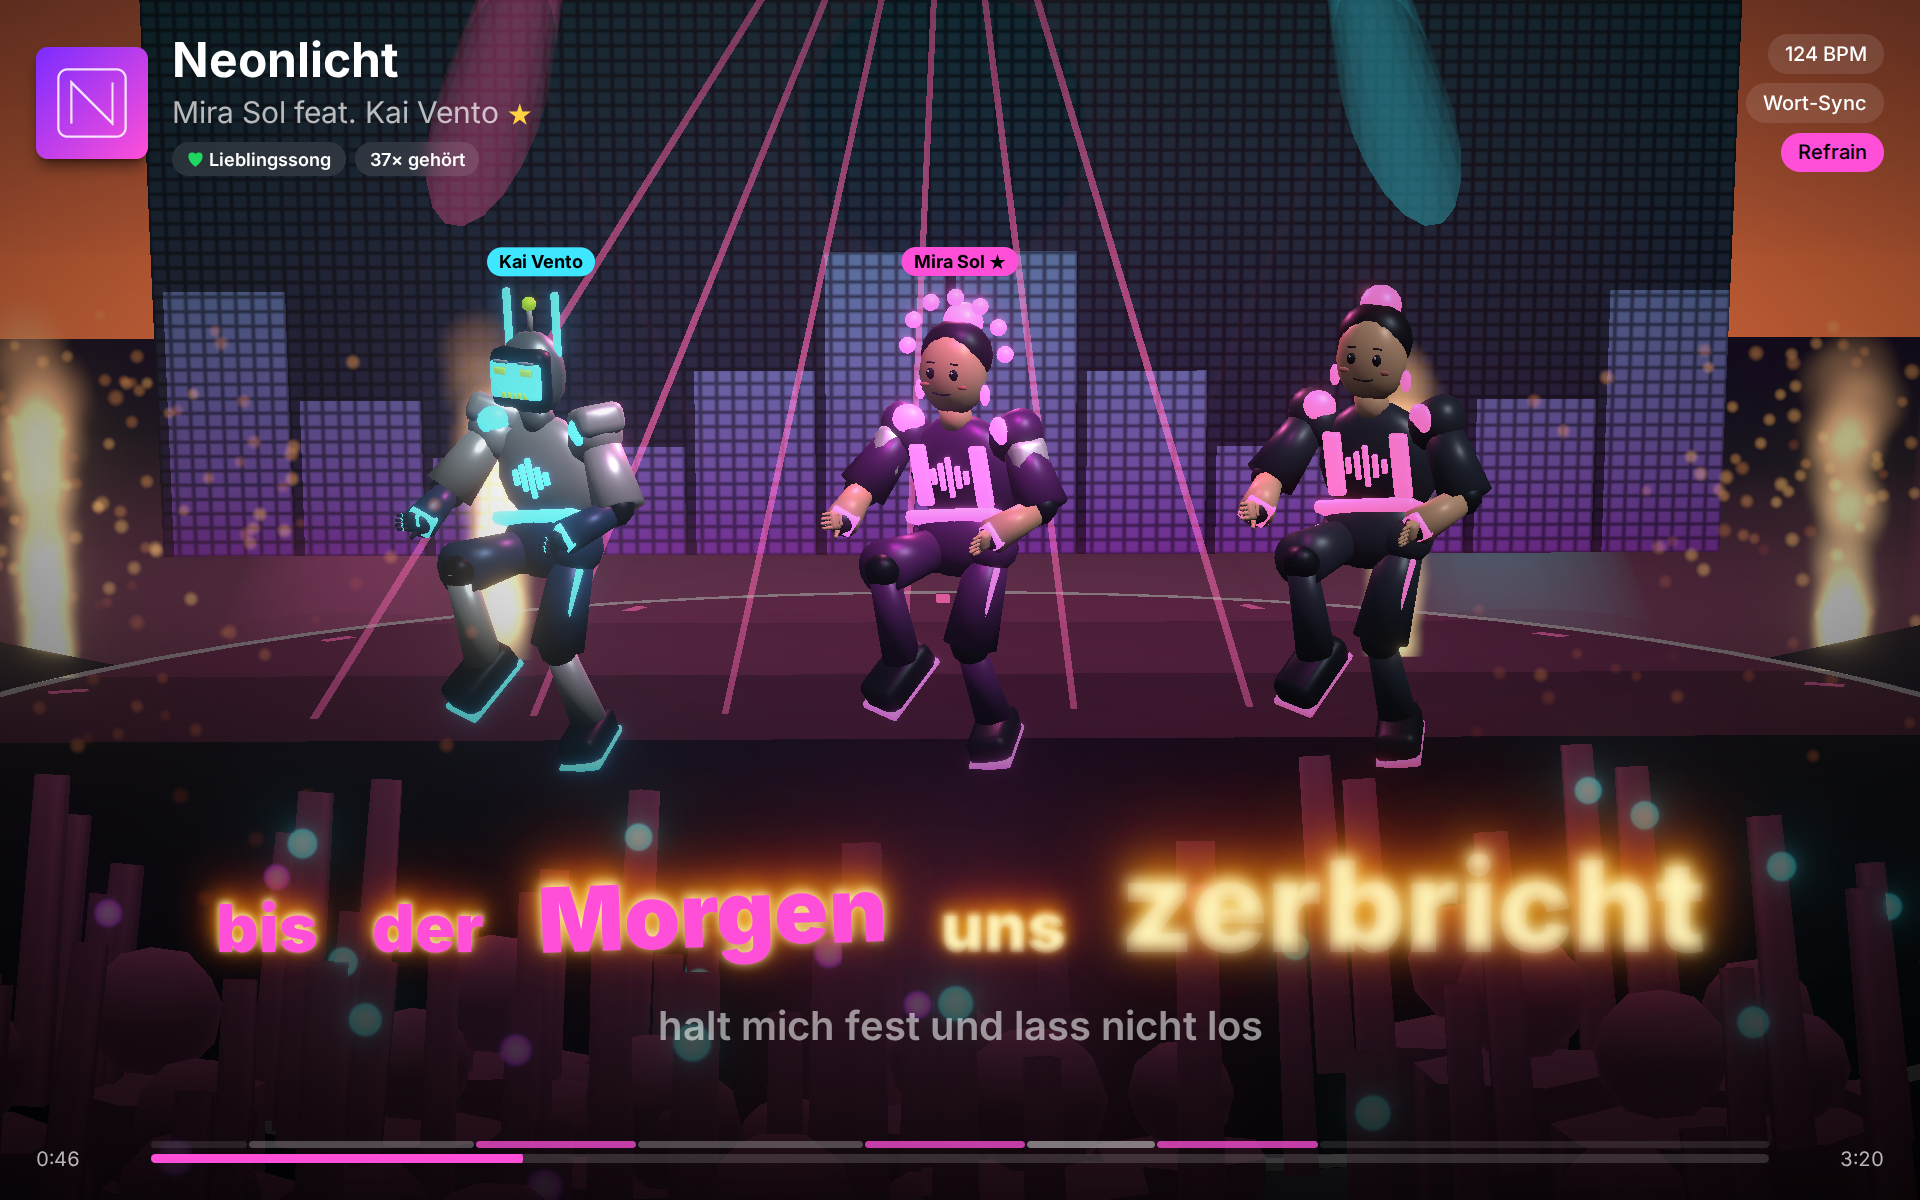 N
Neonlicht
Mira Sol feat. Kai Vento ★
Lieblingssong
37× gehört
124 BPM
Wort-Sync
Refrain
Kai Vento
Mira Sol ★
bis der Morgen uns zerbricht
halt mich fest und lass nicht los
0:46
3:20